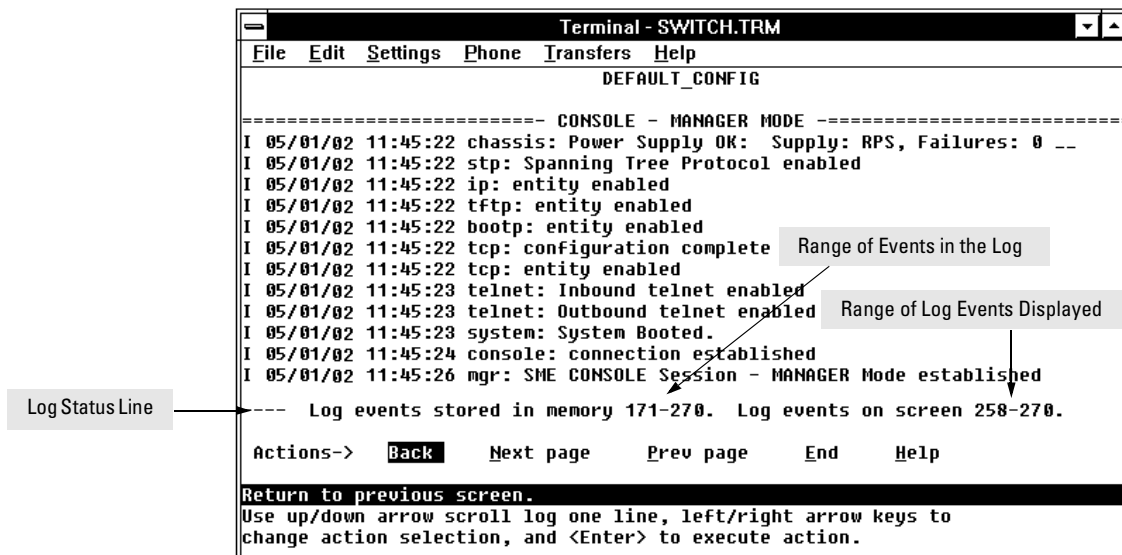 Terminal - SWITCH.TRM
File Edit Settings Phone Transfers Help
DEFAULT_CONFIG
==========================- CONSOLE - MANAGER MODE -==========================
I 05/01/02 11:45:22 chassis: Power Supply OK: Supply: RPS, Failures: 0 __
I 05/01/02 11:45:22 stp: Spanning Tree Protocol enabled
I 05/01/02 11:45:22 ip: entity enabled
I 05/01/02 11:45:22 tftp: entity enabled
I 05/01/02 11:45:22 bootp: entity enabled
I 05/01/02 11:45:22 tcp: configuration complete
Range of Events in the Log
I 05/01/02 11:45:22 tcp: entity enabled
I 05/01/02 11:45:23 telnet: Inbound telnet enabled
I 05/01/02 11:45:23 telnet: Outbound telnet enabled
Range of Log Events Displayed
I 05/01/02 11:45:23 system: System Booted.
I 05/01/02 11:45:24 console: connection established
I 05/01/02 11:45:26 mgr: SME CONSOLE Session - MANAGER Mode established
Log Status Line
---- Log events stored in memory 171-270. Log events on screen 258-270.
Actions-> Back Next page Prev page End Help
Return to previous screen.
Use up/down arrow scroll log one line, left/right arrow keys to
change action selection, and <Enter> to execute action.